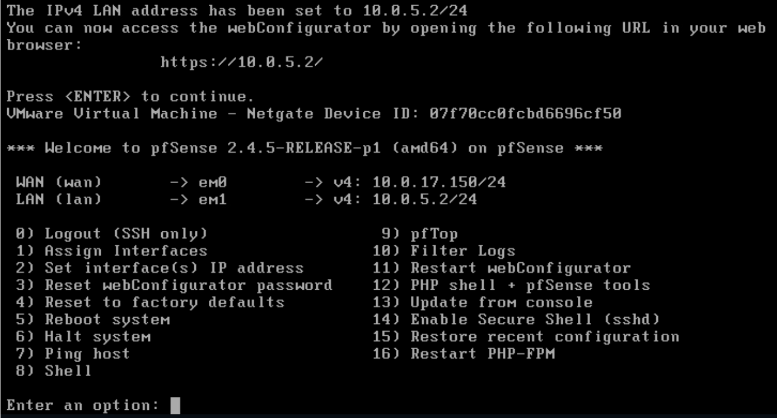 The IPv4 LAN address has been set to 10.0.5.2/24
You can now access the webConfigurator by opening the following URL in your web
browser:
https://10.0.5.2/
Press <ENTER> to continue.
VMware Virtual Machine - Netgate Device ID: 07f70cc0fcbd6696cf50
*** Welcome to pfSense 2.4.5-RELEASE-p1 (amd64) on pfSense ***
WAN (wan) -> em0 -> v4: 10.0.17.150/24
LAN (lan) -> em1 -> v4: 10.0.5.2/24
0) Logout (SSH only) 9) pfTop
1) Assign Interfaces 10) Filter Logs
2) Set interface(s) IP address 11) Restart webConfigurator
3) Reset webConfigurator password 12) PHP shell + pfSense tools
4) Reset to factory defaults 13) Update from console
5) Reboot system 14) Enable Secure Shell (sshd)
6) Halt system 15) Restore recent configuration
7) Ping host 16) Restart PHP-FPM
8) Shell
Enter an option: